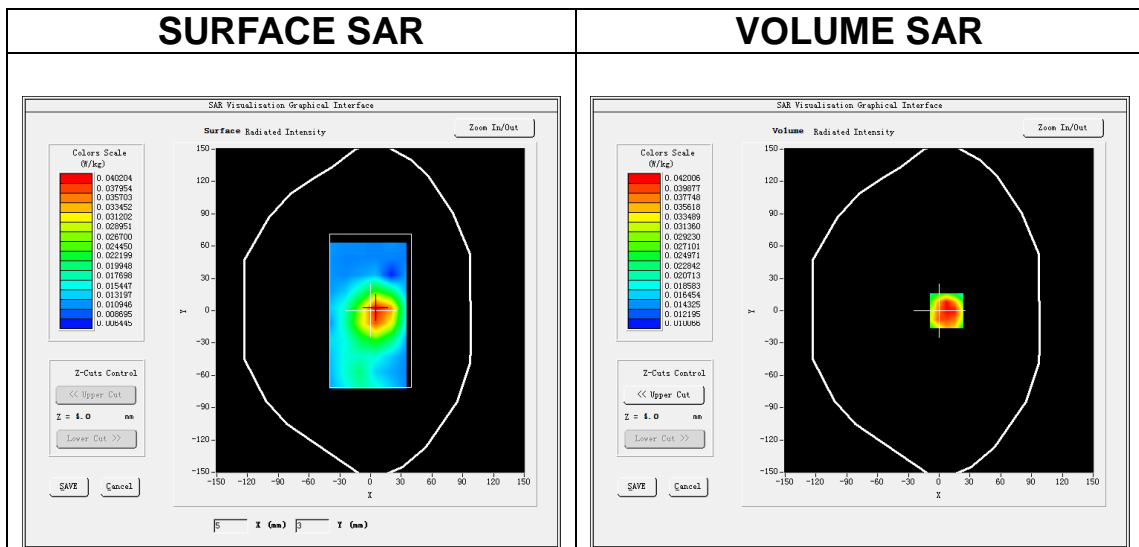 SURFACE SAR
VOLUME SAR
SAR Visualisation Graphical Interface
Surface Radiated Intensity
Zoom In/Out
Colors Scale
(W/kg)
0.040204
0.037954
0.035703
0.033452
0.031202
0.028951
0.026700
0.024450
0.022199
0.019948
0.017698
0.015447
0.013197
0.010946
0.008695
0.006445
Z-Cuts Control
<< Upper Cut
Z = 4.0 mm
Lower Cut >>
SAVE
Cancel
150
120
90
60
30
0
-30
-60
-90
-120
-150
Y
-150 -120 -90 -60 -30 0 30 60 90 120 150
X
5 X (mm) 3 Y (mm)
SAR Visualisation Graphical Interface
Volume Radiated Intensity
Zoom In/Out
Colors Scale
(W/kg)
0.042006
0.039877
0.037748
0.035618
0.033489
0.031360
0.029230
0.027101
0.024971
0.022842
0.020713
0.018583
0.016454
0.014325
0.012195
0.010066
Z-Cuts Control
<< Upper Cut
Z = 4.0 mm
Lower Cut >>
SAVE
Cancel
150
120
90
60
30
0
-30
-60
-90
-120
-150
Y
-150 -120 -90 -60 -30 0 30 60 90 120 150
X